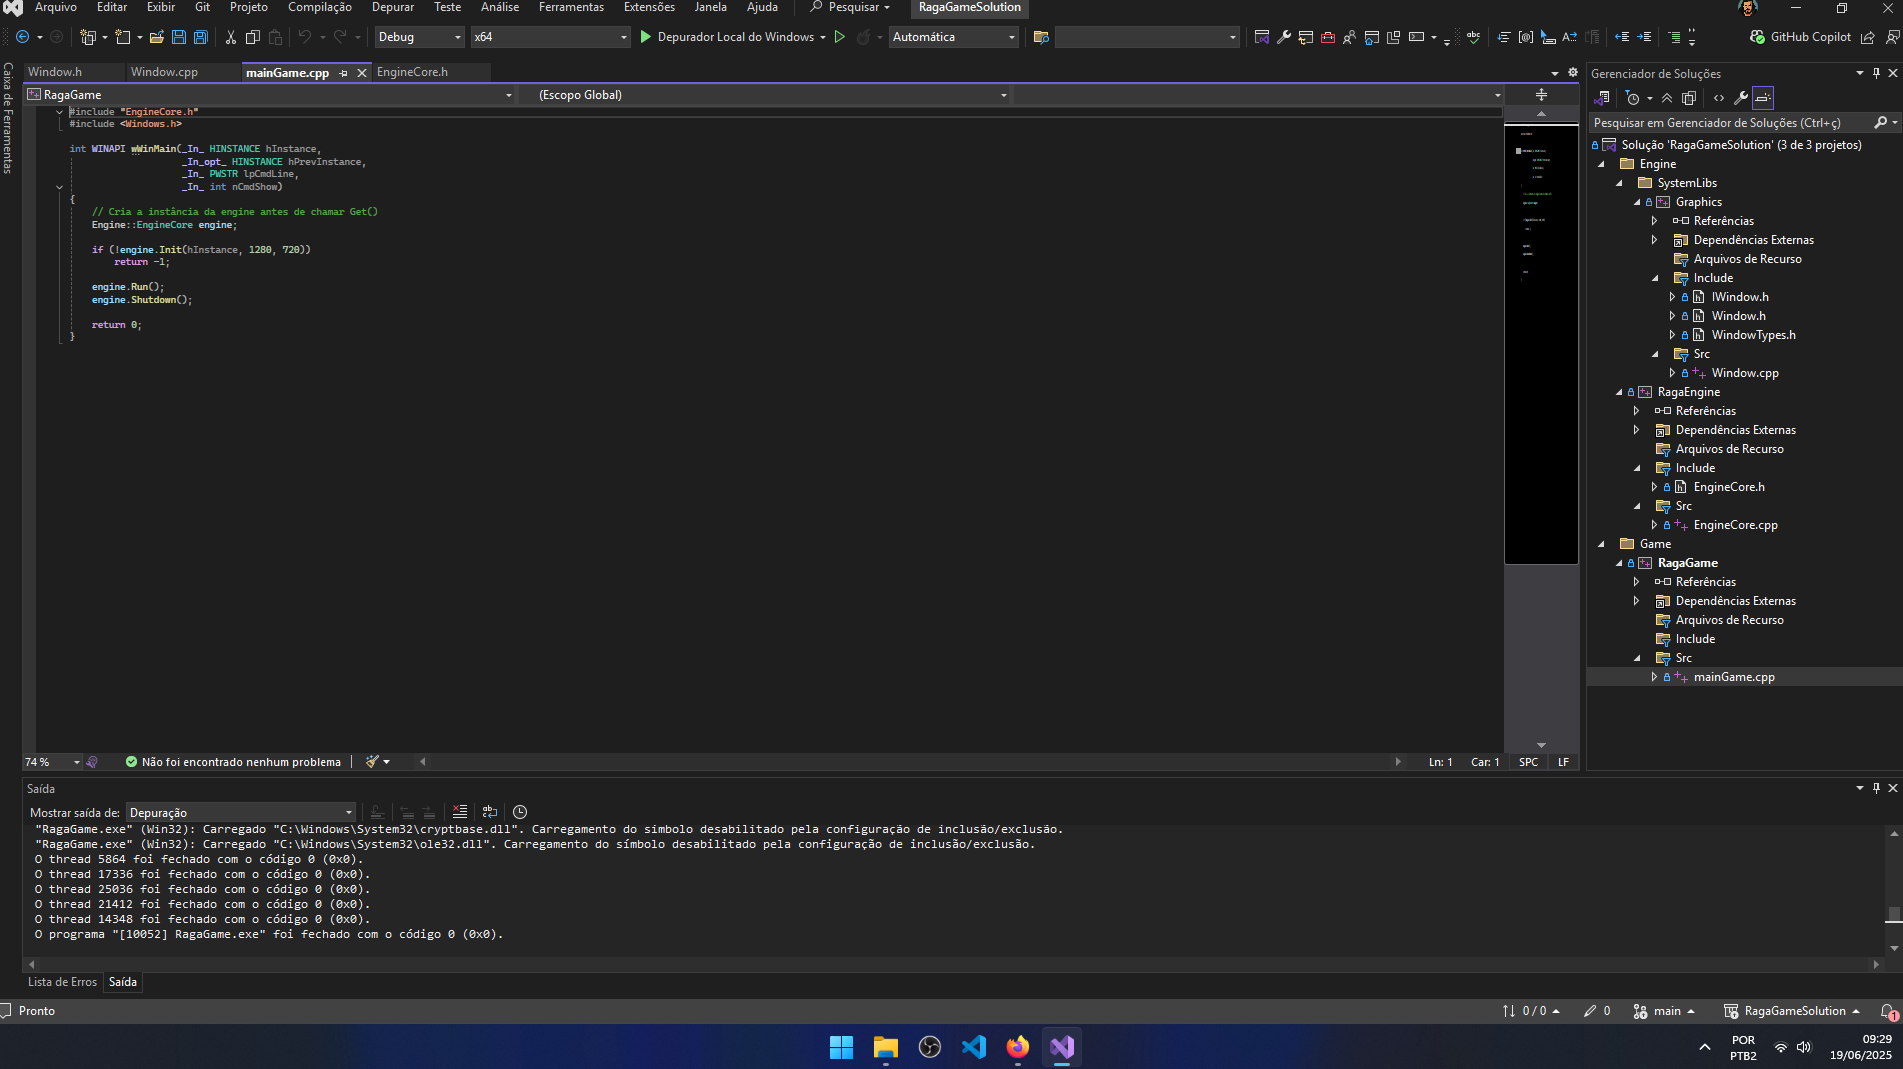 Arquivo Editar Exibir Git Projeto Compilação Depurar Teste Análise Ferramentas Extensões Janela Ajuda Pesquisar RagaGameSolution
Debug x64 Depurador Local do Windows Automática GitHub Copilot
Caixa de Ferramentas
Window.h Window.cpp mainGame.cpp EngineCore.h
RagaGame (Escopo Global)
#include "EngineCore.h"
#include <Windows.h>
int WINAPI wWinMain(_In_ HINSTANCE hInstance,
_In_opt_ HINSTANCE hPrevInstance,
_In_ PWSTR lpCmdLine,
_In_ int nCmdShow)
{
// Cria a instância da engine antes de chamar Get()
Engine::EngineCore engine;
if (!engine.Init(hInstance, 1280, 720))
return -1;
engine.Run();
engine.Shutdown();
return 0;
}
74 % Não foi encontrado nenhum problema Ln: 1 Car: 1 SPC LF
Gerenciador de Soluções
Pesquisar em Gerenciador de Soluções (Ctrl+ç)
Solução 'RagaGameSolution' (3 de 3 projetos)
Engine
SystemLibs
Graphics
Referências
Dependências Externas
Arquivos de Recurso
Include
IWindow.h
Window.h
WindowTypes.h
Src
Window.cpp
RagaEngine
Referências
Dependências Externas
Arquivos de Recurso
Include
EngineCore.h
Src
EngineCore.cpp
Game
RagaGame
Referências
Dependências Externas
Arquivos de Recurso
Include
Src
mainGame.cpp
Saída
Mostrar saída de: Depuração
"RagaGame.exe" (Win32): Carregado "C:\Windows\System32\cryptbase.dll". Carregamento do símbolo desabilitado pela configuração de inclusão/exclusão.
"RagaGame.exe" (Win32): Carregado "C:\Windows\System32\ole32.dll". Carregamento do símbolo desabilitado pela configuração de inclusão/exclusão.
O thread 5864 foi fechado com o código 0 (0x0).
O thread 17336 foi fechado com o código 0 (0x0).
O thread 25036 foi fechado com o código 0 (0x0).
O thread 21412 foi fechado com o código 0 (0x0).
O thread 14348 foi fechado com o código 0 (0x0).
O programa "[10052] RagaGame.exe" foi fechado com o código 0 (0x0).
Lista de Erros Saída
Pronto 0 / 0 0 main RagaGameSolution 1
POR
PTB2
09:29
19/06/2025